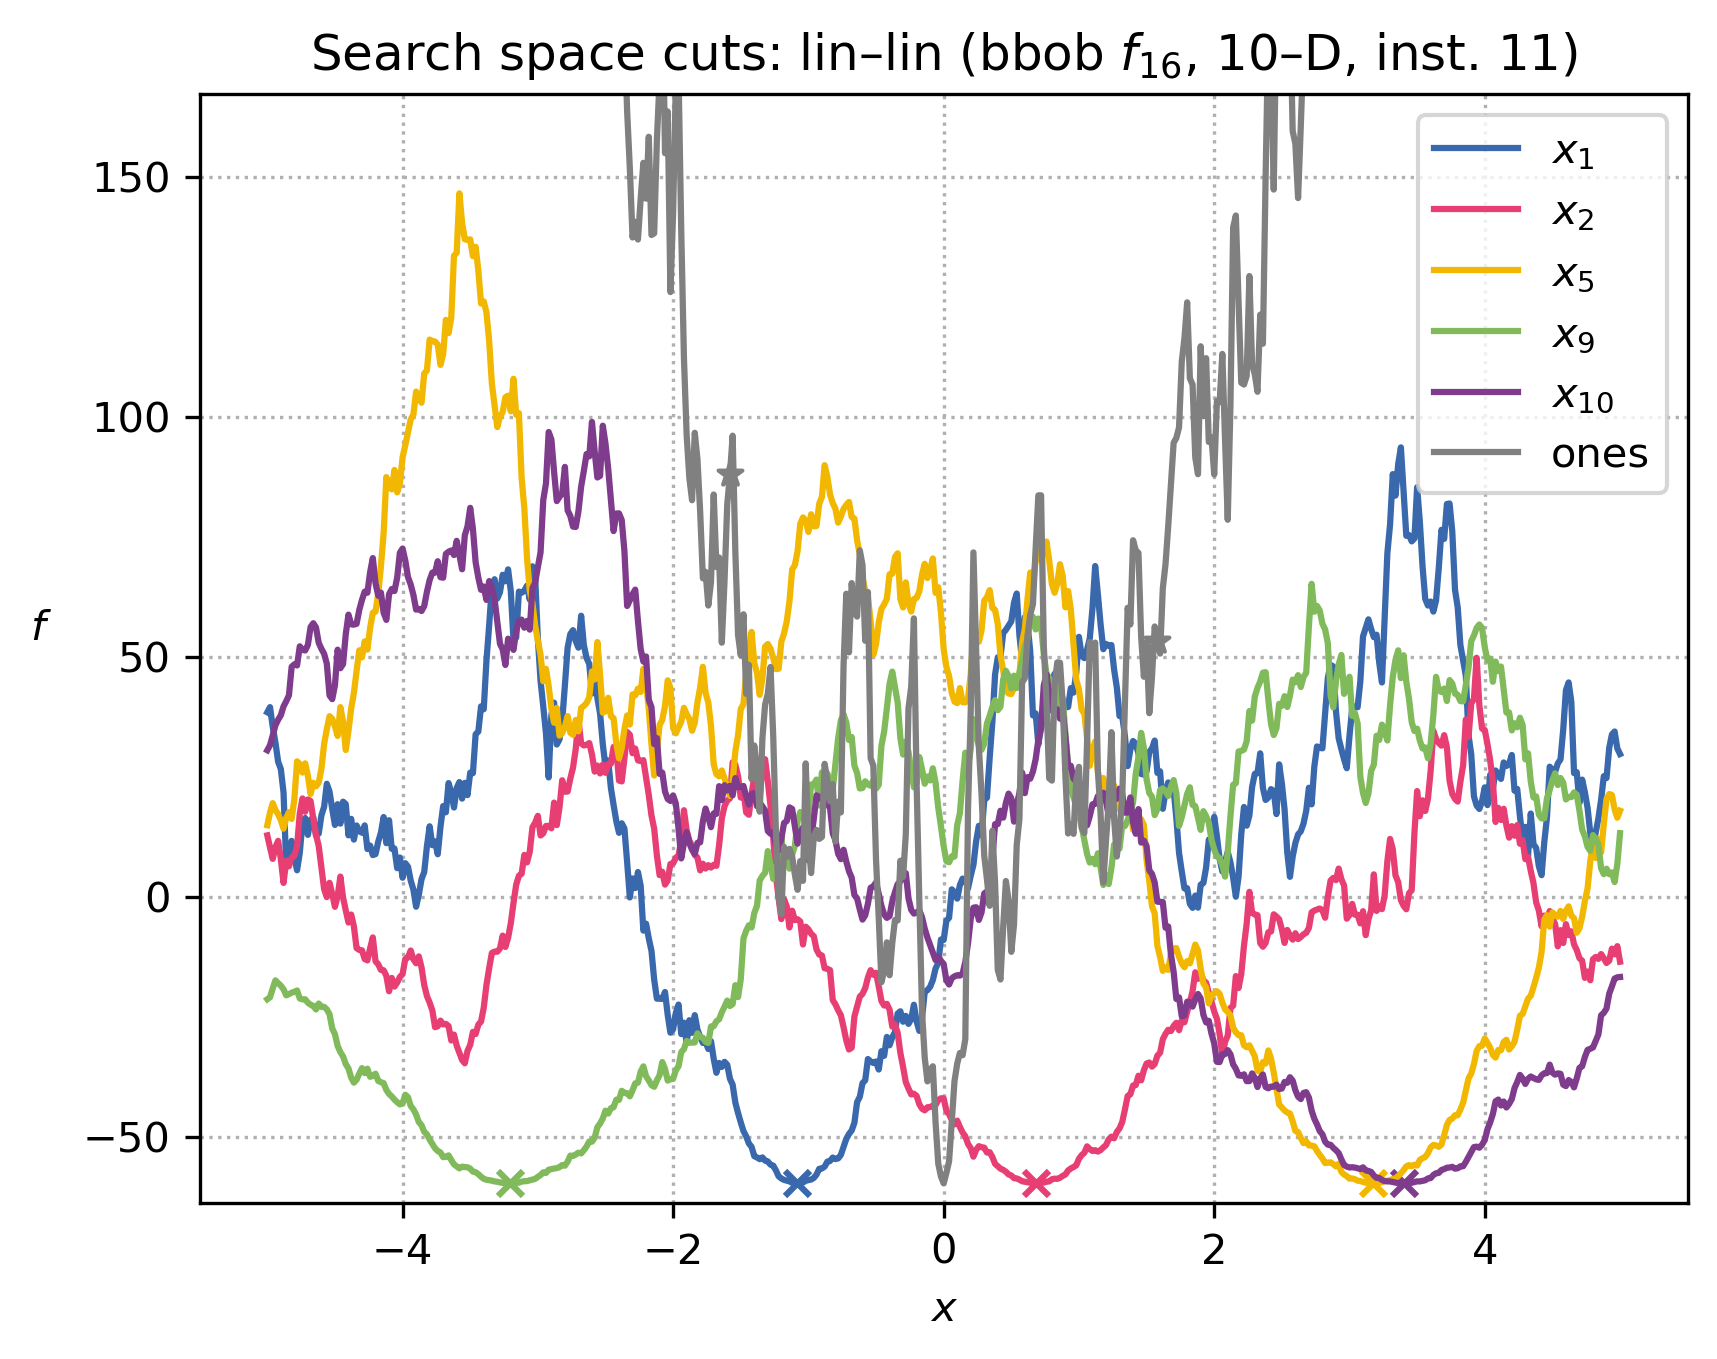 Search space cuts: lin–lin (bbob f₁₆, 10–D, inst. 11)
150
100
50
0
−50
f
−4
−2
0
2
4
x
x₁
x₂
x₅
x₉
x₁₀
ones